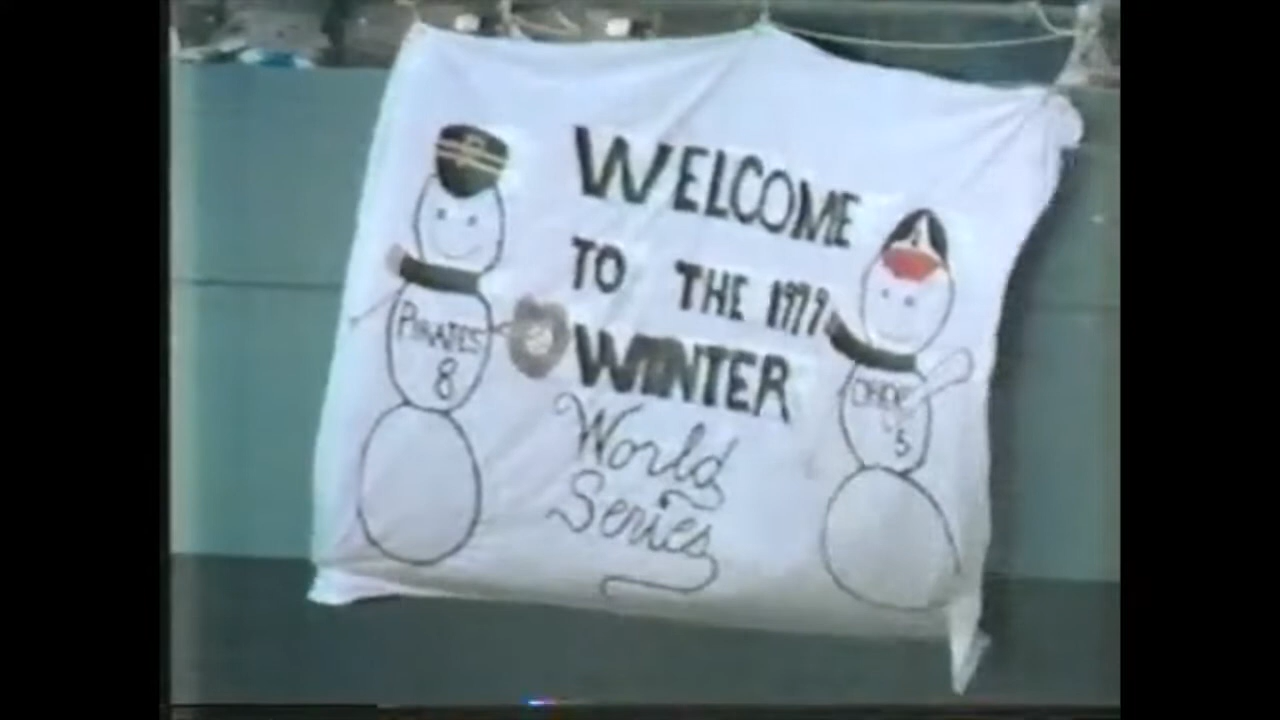 WELCOME
TO THE 1979
WINTER
World
Series
PIRATES
8
5